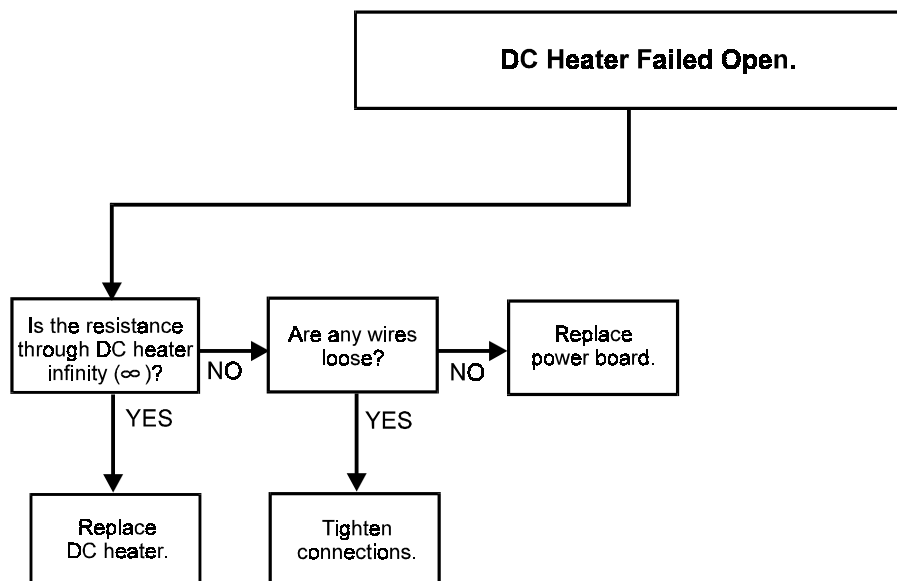 DC Heater Failed Open.
Is the resistance
through DC heater
infinity (∞)?
NO
Are any wires
loose?
NO
Replace
power board.
YES
YES
Replace
DC heater.
Tighten
connections.